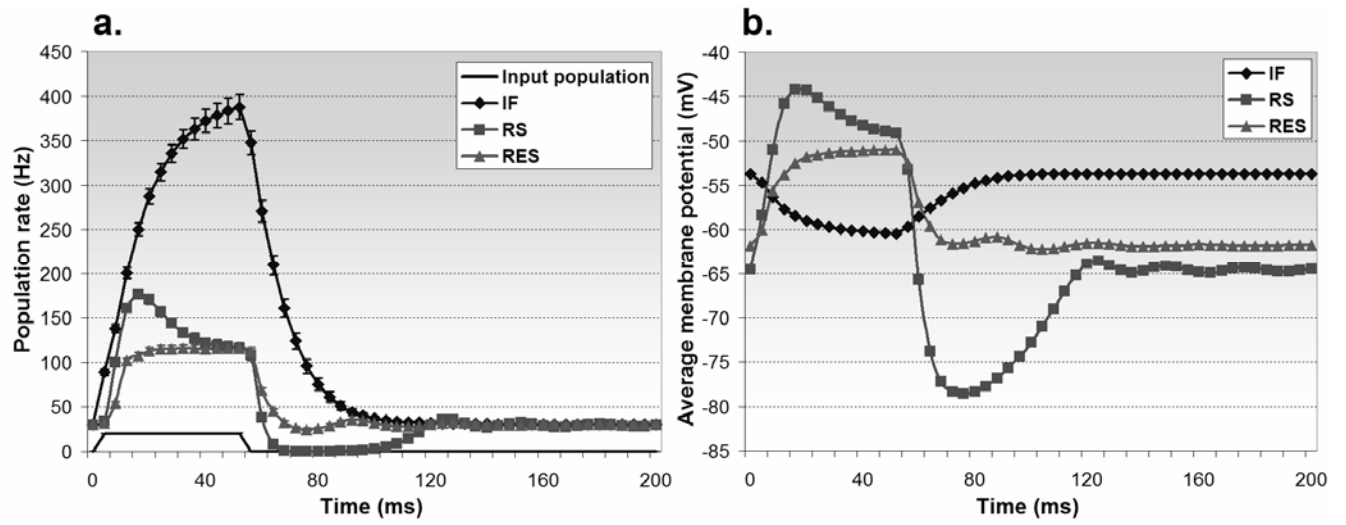 a.
450
400
350
300
250
200
150
100
50
0
Population rate (Hz)
Input population
IF
RS
RES
0 40 80 120 160 200
Time (ms)
b.
-40
-45
-50
-55
-60
-65
-70
-75
-80
-85
Average membrane potential (mV)
IF
RS
RES
0 40 80 120 160 200
Time (ms)